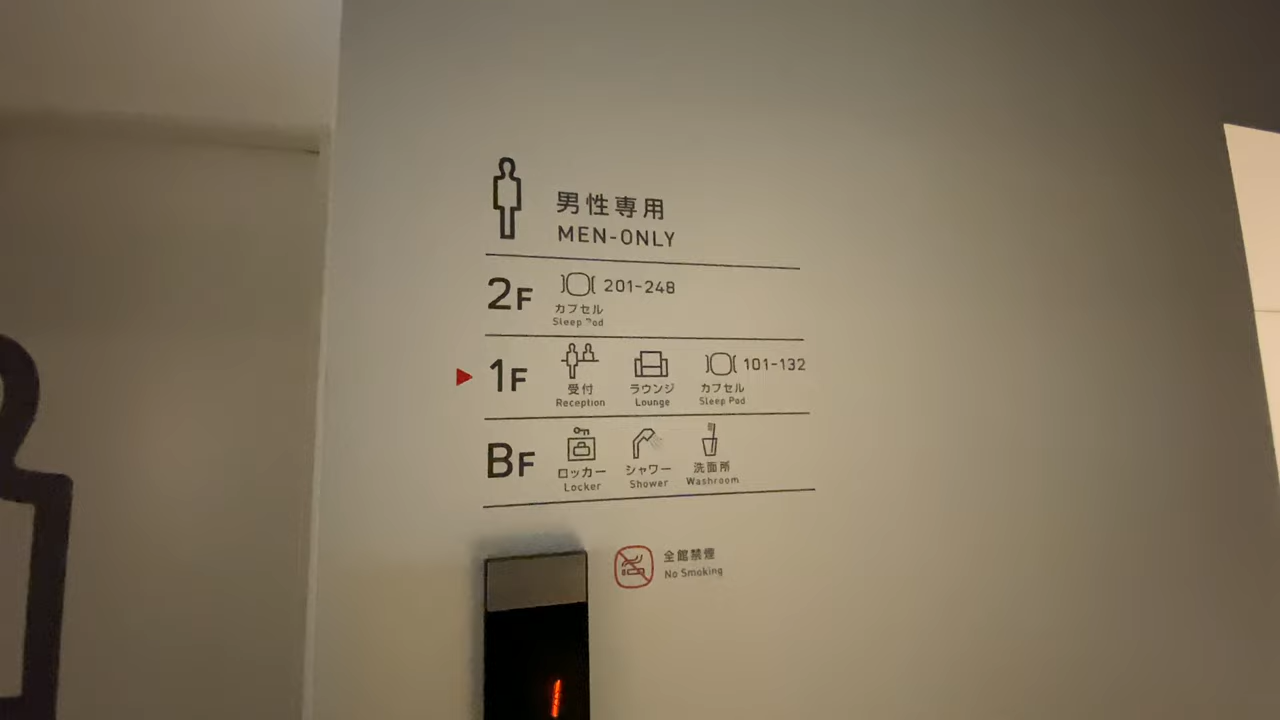 男性専用
MEN-ONLY
2F 201-248
カプセル
Sleep Pod
1F 101-132
受付 ラウンジ カプセル
Reception Lounge Sleep Pod
BF
ロッカー シャワー 洗面所
Locker Shower Washroom
全館禁煙
No Smoking
1